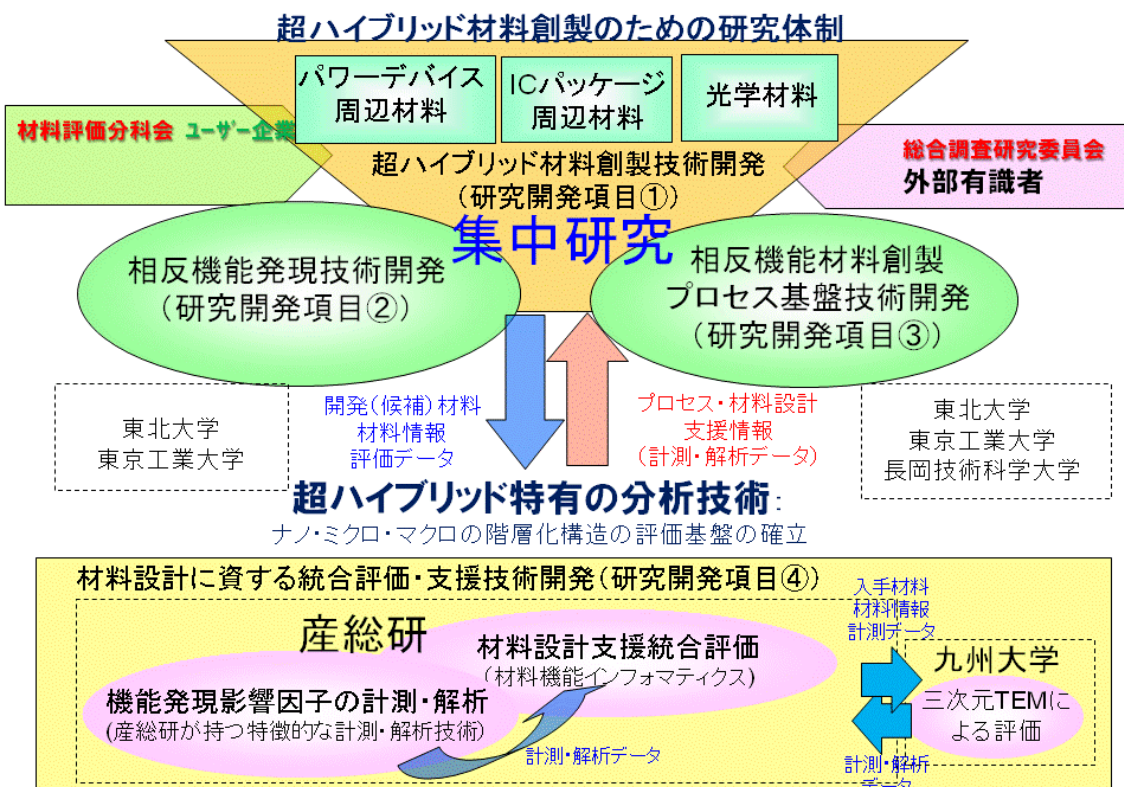 超ハイブリッド材料創製のための研究体制
パワーデバイス
周辺材料
ICパッケージ
周辺材料
光学材料
材料評価分科会 ユーザー企業
総合調査研究委員会
外部有識者
超ハイブリッド材料創製技術開発
(研究開発項目①)
集中研究
相反機能発現技術開発
(研究開発項目②)
相反機能材料創製
プロセス基盤技術開発
(研究開発項目③)
東北大学
東京工業大学
開発(候補)材料
材料情報
評価データ
プロセス・材料設計
支援情報
(計測・解析データ)
東北大学
東京工業大学
長岡技術科学大学
超ハイブリッド特有の分析技術:
ナノ・ミクロ・マクロの階層化構造の評価基盤の確立
材料設計に資する統合評価・支援技術開発(研究開発項目④)
産総研
材料設計支援統合評価
(材料機能インフォマティクス)
機能発現影響因子の計測・解析
(産総研が持つ特徴的な計測・解析技術)
計測・解析データ
入手材料
材料情報
計測データ
九州大学
三次元TEMに
よる評価
計測・解析
データ